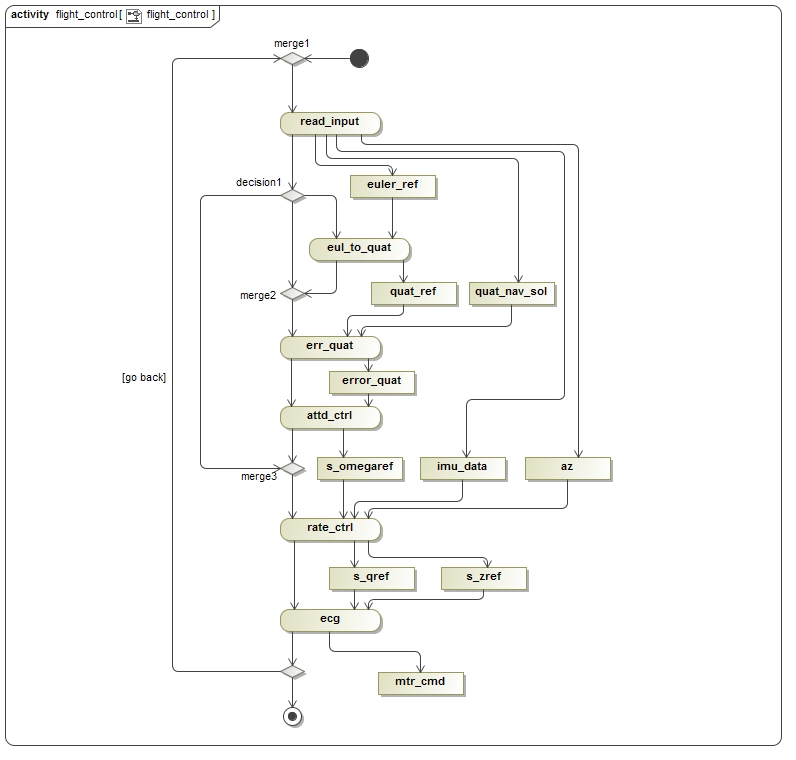 activity flight_control[ flight_control ]
merge1
read_input
decision1
euler_ref
eul_to_quat
merge2
quat_ref
quat_nav_sol
err_quat
[go back]
error_quat
attd_ctrl
s_omegaref
imu_data
az
merge3
rate_ctrl
s_qref
s_zref
ecg
mtr_cmd